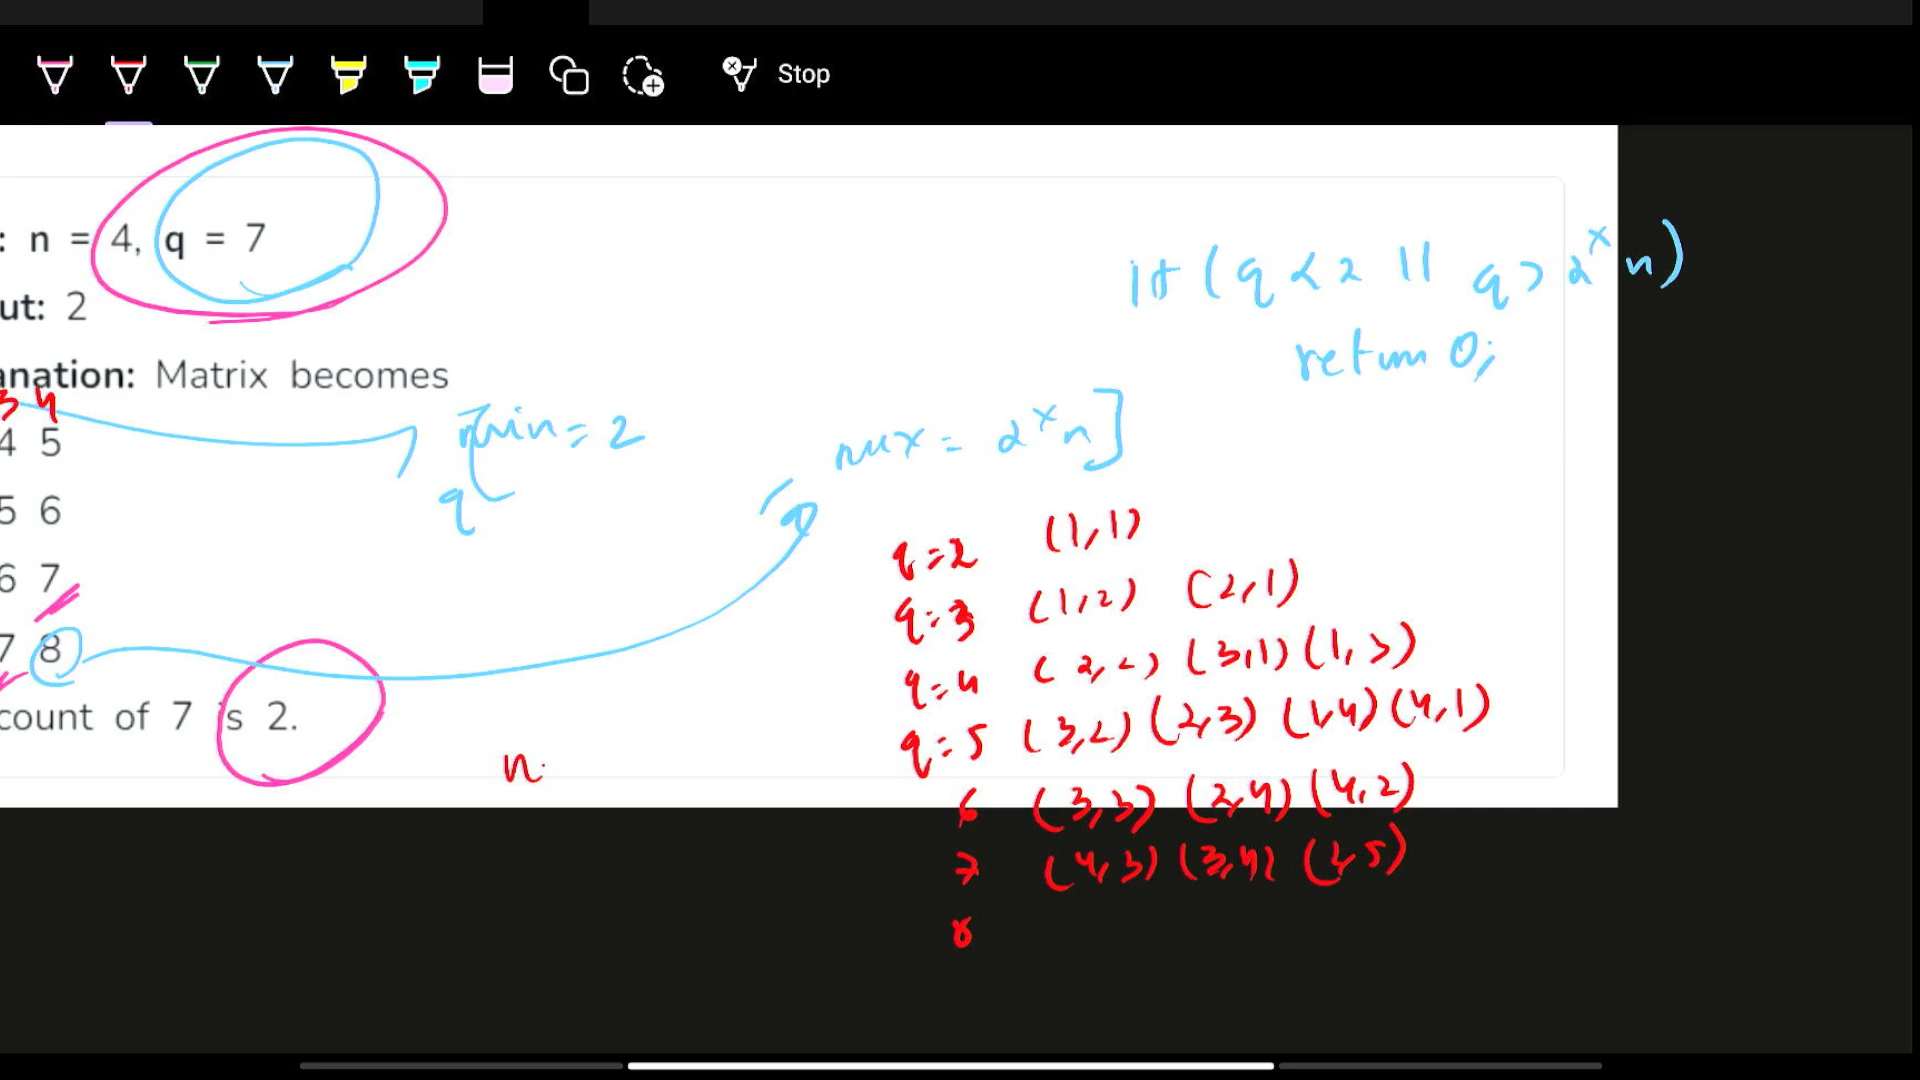 Stop
: n = 4, q = 7
if (q < 2 || q > 2 x n)
ut: 2
return 0;
anation: Matrix becomes
3 4
4 5
min = 2
max = 2 x n]
q
5 6
q=2 (1,1)
6 7
q=3 (1,2) (2,1)
7 8
q=4 (2,2) (3,1) (1,3)
count of 7 is 2.
q=5 (3,2) (2,3) (1,4) (4,1)
n
6 (3,3) (2,4) (4,2)
7 (4,3) (3,4)
8